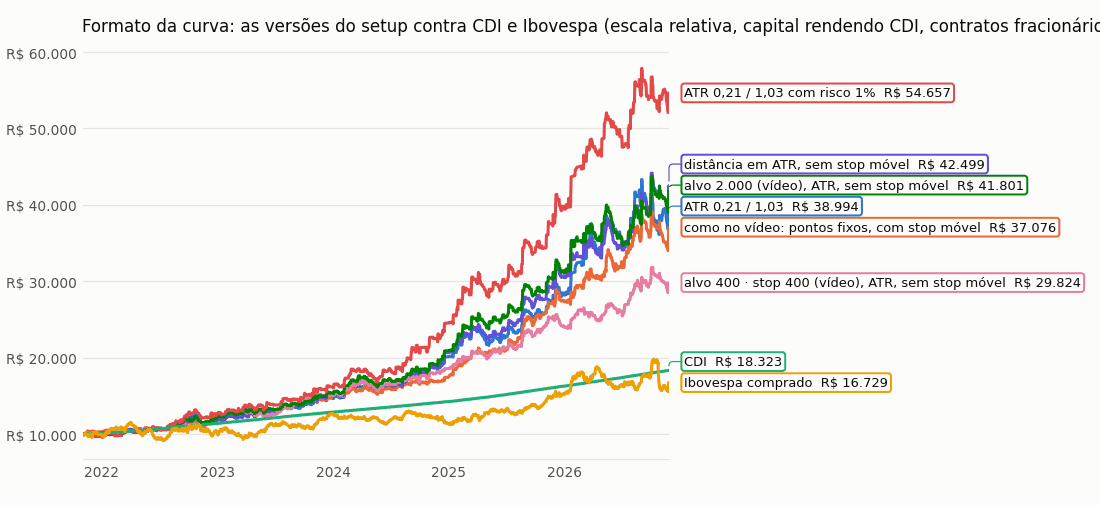 Formato da curva: as versões do setup contra CDI e Ibovespa (escala relativa, capital rendendo CDI, contratos fracionário
R$ 60.000
R$ 50.000
R$ 40.000
R$ 30.000
R$ 20.000
R$ 10.000
ATR 0,21 / 1,03 com risco 1% R$ 54.657
distância em ATR, sem stop móvel R$ 42.499
alvo 2.000 (vídeo), ATR, sem stop móvel R$ 41.801
ATR 0,21 / 1,03 R$ 38.994
como no vídeo: pontos fixos, com stop móvel R$ 37.076
alvo 400 · stop 400 (vídeo), ATR, sem stop móvel R$ 29.824
CDI R$ 18.323
Ibovespa comprado R$ 16.729
2022 2023 2024 2025 2026